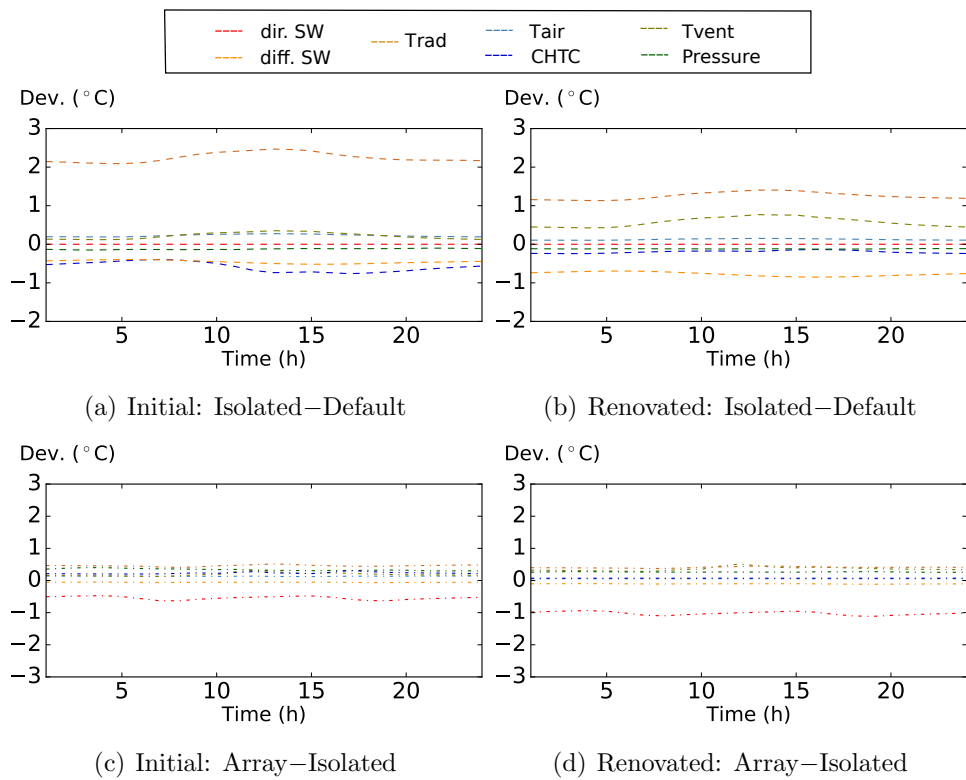 dir. SW Trad Tair Tvent
diff. SW CHTC Pressure
Dev. (°C) Dev. (°C)
3 3
2 2
1 1
0 0
−1 −1
−2 −2
5 10 15 20 5 10 15 20
Time (h) Time (h)
(a) Initial: Isolated−Default (b) Renovated: Isolated−Default
Dev. (°C) Dev. (°C)
3 3
2 2
1 1
0 0
−1 −1
−2 −2
−3 −3
5 10 15 20 5 10 15 20
Time (h) Time (h)
(c) Initial: Array−Isolated (d) Renovated: Array−Isolated